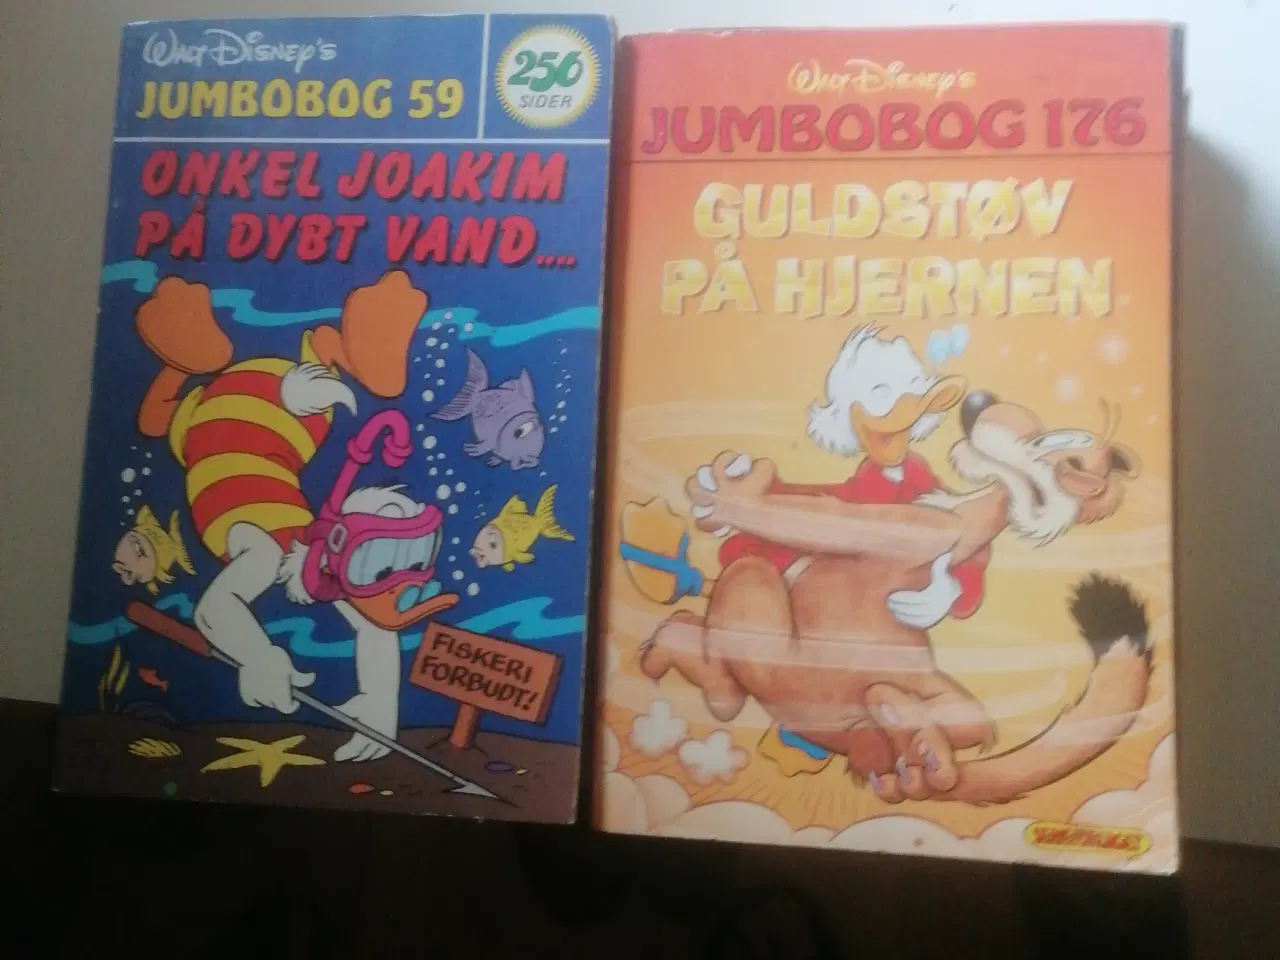 Walt Disney's
JUMBOBOG 59
256
SIDER
ONKEL JOAKIM
PÅ DYBT VAND....
FISKERI
FORBUDT!
Walt Disney's
JUMBOBOG 176
GULDSTØV
PÅ HJERNEN